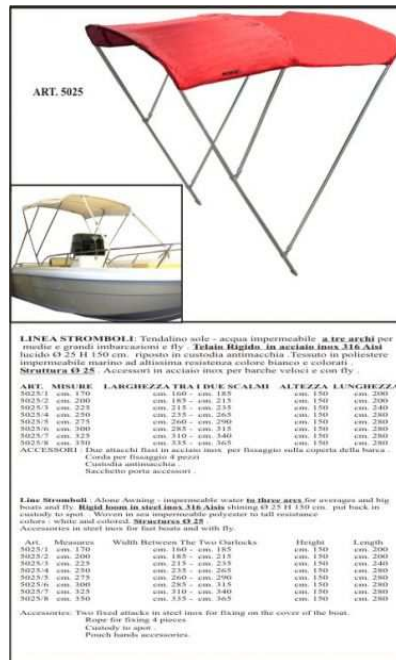 ART. 5025
LINEA STROMBOLI: Tendalino sole - acqua impermeabile a tre archi per
medie e grandi imbarcazioni e fly . Telaio Rigido in acciaio inox 316 Aisi
lucido Ø 25 H 150 cm. riposto in custodia antimacchia . Tessuto in poliestere
impermeabile marino ad altissima resistenza colore bianco e colorati .
Struttura Ø 25 . Accessori in acciaio inox per barche veloci e con fly .
ART. MISURE LARGHEZZA TRA I DUE SCALMI ALTEZZA LUNGHEZZA
5025/1 cm. 170 cm. 160 - cm. 185 cm. 150 cm. 200
5025/2 cm. 200 cm. 185 - cm. 215 cm. 150 cm. 200
5025/3 cm. 225 cm. 215 - cm. 235 cm. 150 cm. 240
5025/4 cm. 250 cm. 235 - cm. 265 cm. 150 cm. 280
5025/5 cm. 275 cm. 260 - cm. 290 cm. 150 cm. 280
5025/6 cm. 300 cm. 285 - cm. 315 cm. 150 cm. 280
5025/7 cm. 325 cm. 310 - cm. 340 cm. 150 cm. 280
5025/8 cm. 350 cm. 335 - cm. 365 cm. 150 cm. 280
ACCESSORI : Due attacchi fissi in acciaio inox per fissaggio sulla coperta della barca .
Corda per fissaggio 4 pezzi
Custodia antimacchia .
Sacchetto porta accessori .
Line Stromboli : Alone Awning - impermeable water to three arcs for averages and big
boats and fly. Rigid loom in steel inox 316 Aisis shining Ø 25 H 150 cm. put back in
custody to spot . Woven in sea impermeable polyester to tall resistance
colors : white and colored. Structures Ø 25 .
Accessories in steel inox for fast boats and with fly.
Art. Measures Width Between The Two Oarlocks Height Length
5025/1 cm. 170 cm. 160 - cm. 185 cm. 150 cm. 200
5025/2 cm. 200 cm. 185 - cm. 215 cm. 150 cm. 200
5025/3 cm. 225 cm. 215 - cm. 235 cm. 150 cm. 240
5025/4 cm. 250 cm. 235 - cm. 265 cm. 150 cm. 280
5025/5 cm. 275 cm. 260 - cm. 290 cm. 150 cm. 280
5025/6 cm. 300 cm. 285 - cm. 315 cm. 150 cm. 280
5025/7 cm. 325 cm. 310 - cm. 340 cm. 150 cm. 280
5025/8 cm. 350 cm. 335 - cm. 365 cm. 150 cm. 280
Accessories: Two fixed attacks in steel inox for fixing on the cover of the boat.
Rope for fixing 4 pieces
Custody to spot .
Pouch hands accessories.